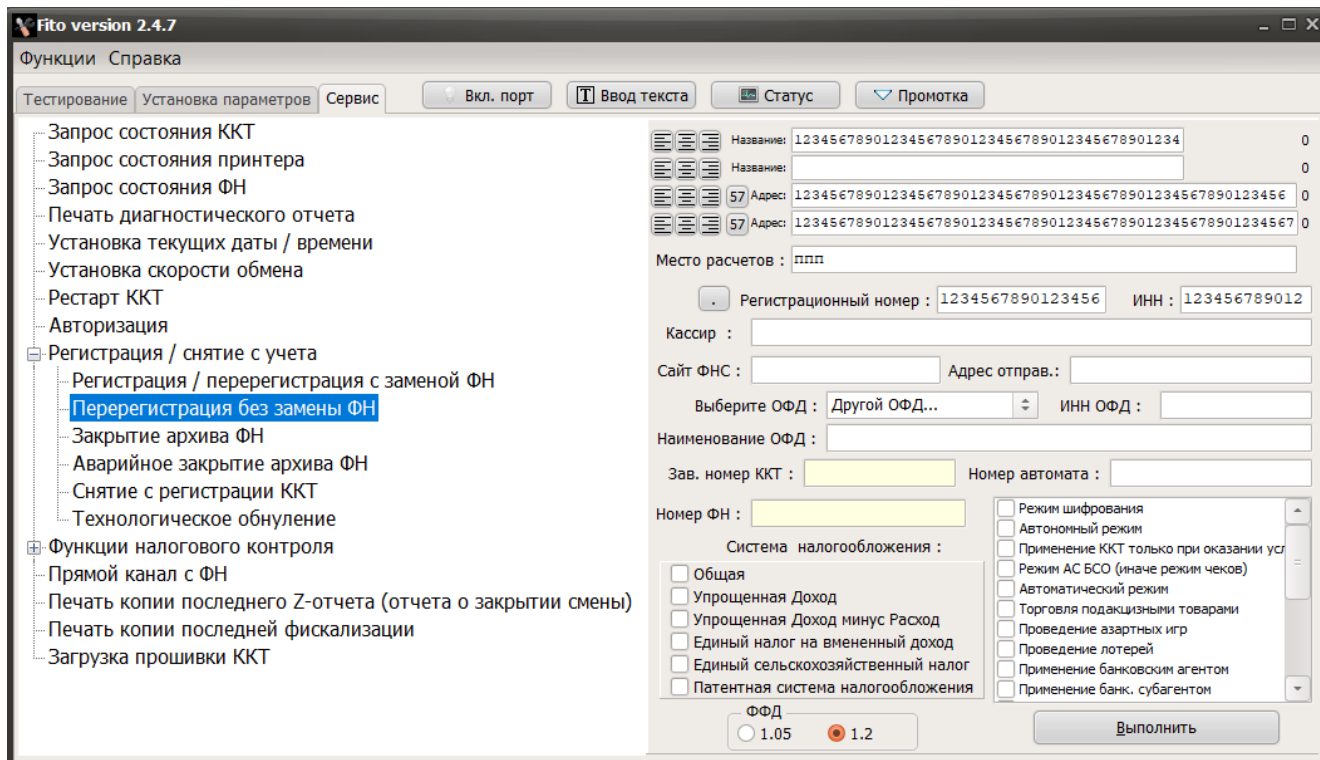 Fito version 2.4.7
Функции Справка
Тестирование Установка параметров Сервис Вкл. порт T Ввод текста Статус Промотка
Запрос состояния ККТ
Запрос состояния принтера
Запрос состояния ФН
Печать диагностического отчета
Установка текущих даты / времени
Установка скорости обмена
Рестарт ККТ
Авторизация
Регистрация / снятие с учета
Регистрация / перерегистрация с заменой ФН
Перерегистрация без замены ФН
Закрытие архива ФН
Аварийное закрытие архива ФН
Снятие с регистрации ККТ
Технологическое обнуление
Функции налогового контроля
Прямой канал с ФН
Печать копии последнего Z-отчета (отчета о закрытии смены)
Печать копии последней фискализации
Загрузка прошивки ККТ
Название: 12345678901234567890123456789012345678901234 0
Название: 0
57 Адрес: 12345678901234567890123456789012345678901234567890123456 0
57 Адрес: 123456789012345678901234567890123456789012345678901234567 0
Место расчетов : ппп
. Регистрационный номер : 1234567890123456 ИНН : 123456789012
Кассир :
Сайт ФНС : Адрес отправ.:
Выберите ОФД : Другой ОФД... ИНН ОФД :
Наименование ОФД :
Зав. номер ККТ : Номер автомата :
Номер ФН :
Система налогообложения :
Общая
Упрощенная Доход
Упрощенная Доход минус Расход
Единый налог на вмененный доход
Единый сельскохозяйственный налог
Патентная система налогообложения
Режим шифрования
Автономный режим
Применение ККТ только при оказании усл
Режим АС БСО (иначе режим чеков)
Автоматический режим
Торговля подакцизными товарами
Проведение азартных игр
Проведение лотерей
Применение банковским агентом
Применение банк. субагентом
ФФД
1.05 1.2
Выполнить